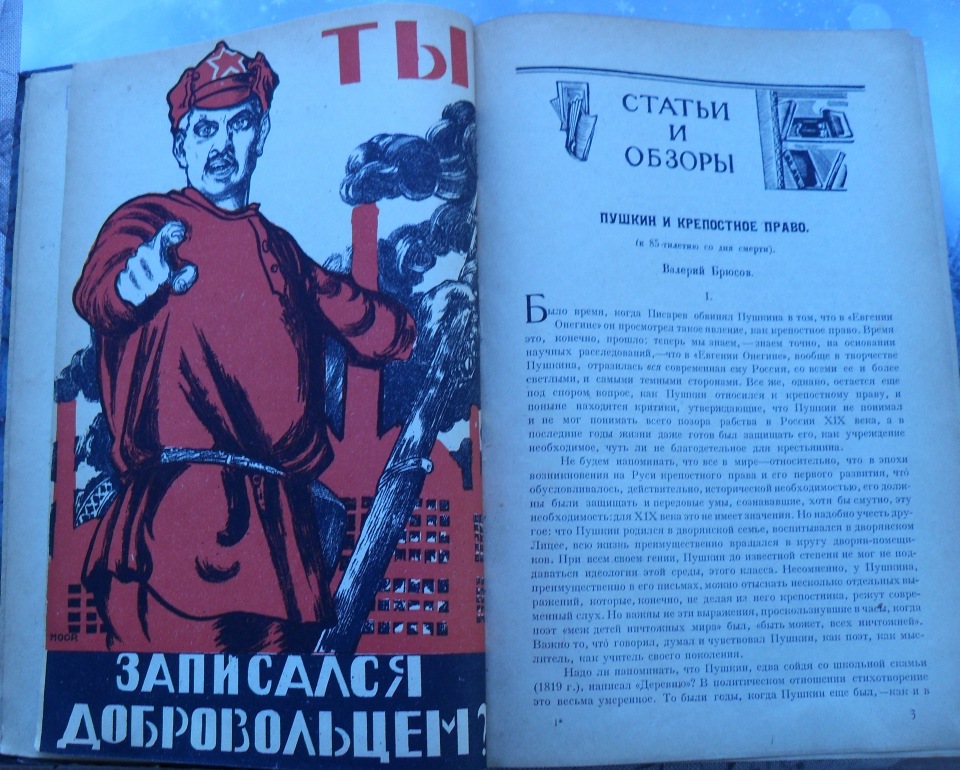 ТЫ
МООР
ЗАПИСАЛСЯ
ДОБРОВОЛЬЦЕМ?
СТАТЬИ
И
ОБЗОРЫ
ПУШКИН И КРЕПОСТНОЕ ПРАВО.
(к 85-тилетию со дня смерти).
Валерий Брюсов.
1.
Было время, когда Писарев обвинял Пушкина в том, что в «Евгении
Онегине» он просмотрел такое явление, как крепостное право. Время
это, конечно, прошло: теперь мы знаем,—знаем точно, на основании
научных расследований,—что в «Евгении Онегине», вообще в творчестве
Пушкина, отразилась вся современная ему Россия, со всеми ее и более
светлыми, и самыми темными сторонами. Все же, однако, остается еще
под спором вопрос, как Пушкин относился к крепостному праву, и
поныне находятся критики, утверждающие, что Пушкин не понимал
и не мог понимать всего позора рабства в России XIX века, а в
последние годы жизни даже готов был защищать его, как учреждение
необходимое, чуть ли не благодетельное для крестьянина.
Не будем напоминать, что все в мире—относительно, что в эпохи
возникновения на Руси крепостного права и его первого развития, что́
обусловливалось, действительно, исторической необходимостью, его долж-
ны были защищать и передовые умы, сознававшие, хотя бы смутно, эту
необходимость: для XIX века это не имеет значения. Но надобно учесть дру-
гое: что Пушкин родился в дворянской семье, воспитывался в дворянском
Лицее, всю жизнь преимущественно вращался в кругу дворян-помещи-
ков. При всем своем гении, Пушкин до известной степени не мог не под-
даваться идеологии этой среды, этого класса. Несомненно, у Пушкина,
преимущественно в его письмах, можно отыскать несколько отдельных вы-
ражений, которые, конечно, не делая из него крепостника, режут совре-
менный слух. Но важны не эти выражения, проскользнувшие в часы, когда
поэт «меж детей ничтожных мира» был, «быть может, всех ничтожней».
Важно то, что́ говорил, думал и чувствовал Пушкин, как поэт, как мыс-
литель, как учитель своего поколения.
Надо ли напоминать, что Пушкин, едва сойдя со школьной скамьи
(1819 г.), написал «Деревню»? В политическом отношении стихотворение
это весьма умеренное. То были годы, когда Пушкин еще был,—как и в
1*
3